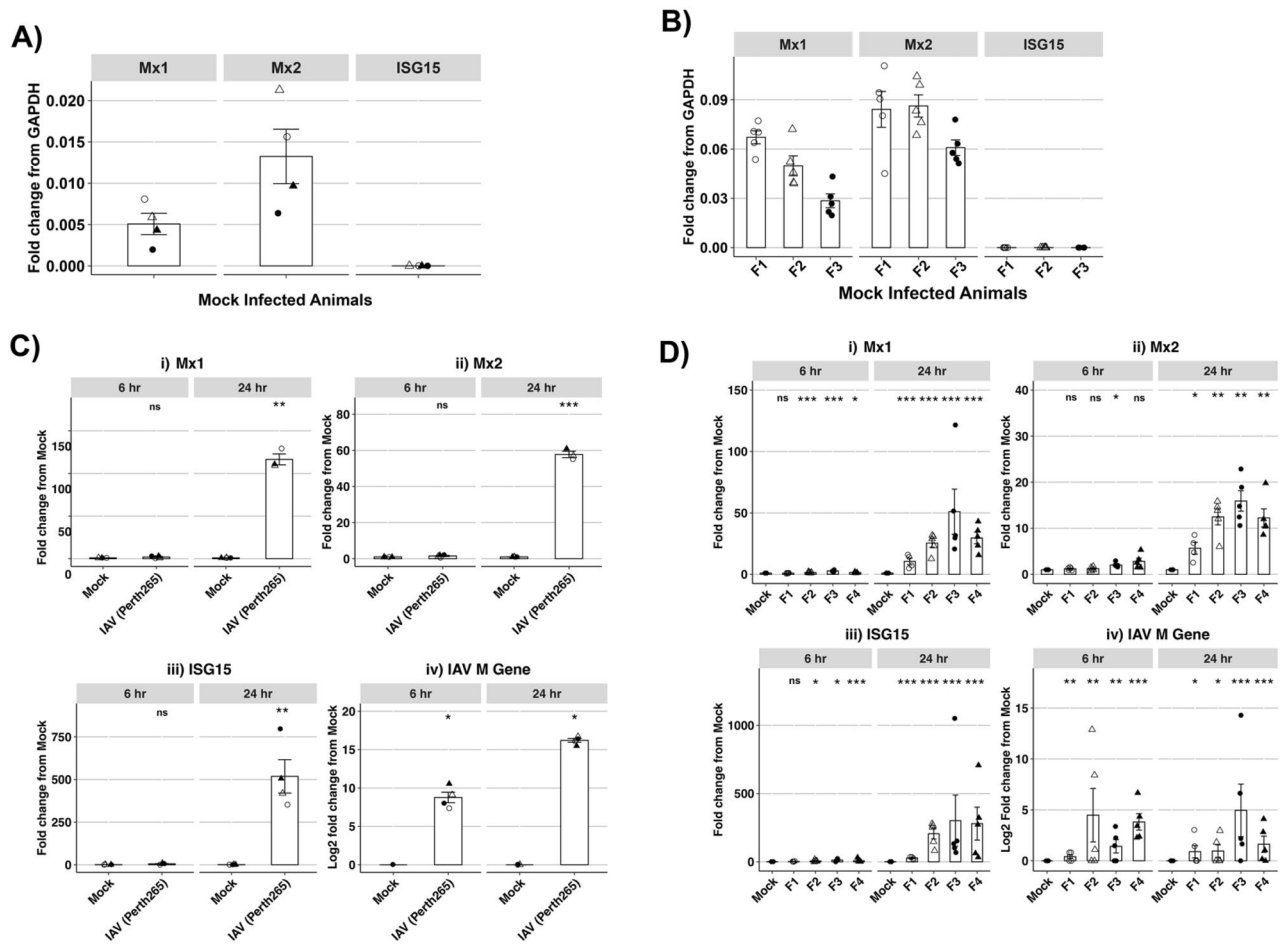 A)
Mx1 Mx2 ISG15
Fold change from GAPDH
0.020
0.015
0.010
0.005
0.000
Mock Infected Animals
B)
Mx1 Mx2 ISG15
Fold change from GAPDH
0.09
0.06
0.03
0.00
F1 F2 F3 F1 F2 F3 F1 F2 F3
Mock Infected Animals
C)
i) Mx1
6 hr 24 hr
ns **
Fold change from Mock
150
100
50
0
Mock IAV (Perth265) Mock IAV (Perth265)
ii) Mx2
6 hr 24 hr
ns ***
Fold change from Mock
80
60
40
20
0
Mock IAV (Perth265) Mock IAV (Perth265)
iii) ISG15
6 hr 24 hr
ns **
Fold change from Mock
750
500
250
0
Mock IAV (Perth265) Mock IAV (Perth265)
iv) IAV M Gene
6 hr 24 hr
* *
Log2 fold change from Mock
20
15
10
5
0
Mock IAV (Perth265) Mock IAV (Perth265)
D)
i) Mx1
6 hr 24 hr
ns *** *** * *** *** *** ***
Fold change from Mock
150
100
50
0
Mock F1 F2 F3 F4 Mock F1 F2 F3 F4
ii) Mx2
6 hr 24 hr
ns ns * ns * ** ** **
Fold change from Mock
40
30
20
10
0
Mock F1 F2 F3 F4 Mock F1 F2 F3 F4
iii) ISG15
6 hr 24 hr
ns * * *** *** *** *** ***
Fold change from Mock
1000
500
0
Mock F1 F2 F3 F4 Mock F1 F2 F3 F4
iv) IAV M Gene
6 hr 24 hr
** ** ** *** * * *** ***
Log2 Fold change from Mock
15
10
5
0
Mock F1 F2 F3 F4 Mock F1 F2 F3 F4